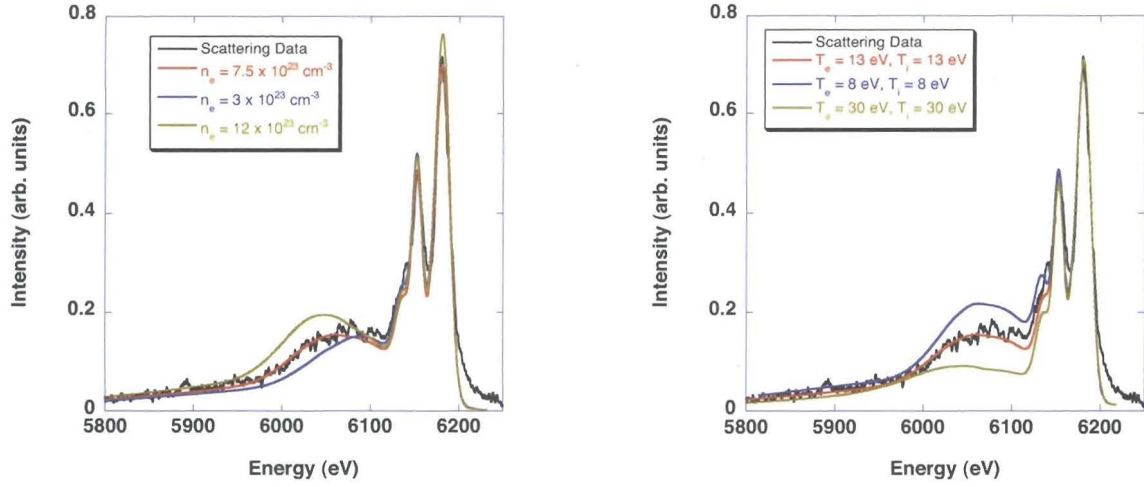 0.8
Scattering Data
n_e = 7.5 x 10^23 cm^-3
n_e = 3 x 10^23 cm^-3
n_e = 12 x 10^23 cm^-3
0.6
0.4
0.2
0
Intensity (arb. units)
5800 5900 6000 6100 6200
Energy (eV)
0.8
Scattering Data
T_e = 13 eV, T_i = 13 eV
T_e = 8 eV, T_i = 8 eV
T_e = 30 eV, T_i = 30 eV
0.6
0.4
0.2
0
Intensity (arb. units)
5800 5900 6000 6100 6200
Energy (eV)